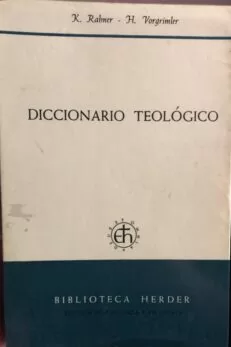 K. Rahner - H. Vorgrimler
DICCIONARIO TEOLÓGICO
BIBLIOTECA HERDER